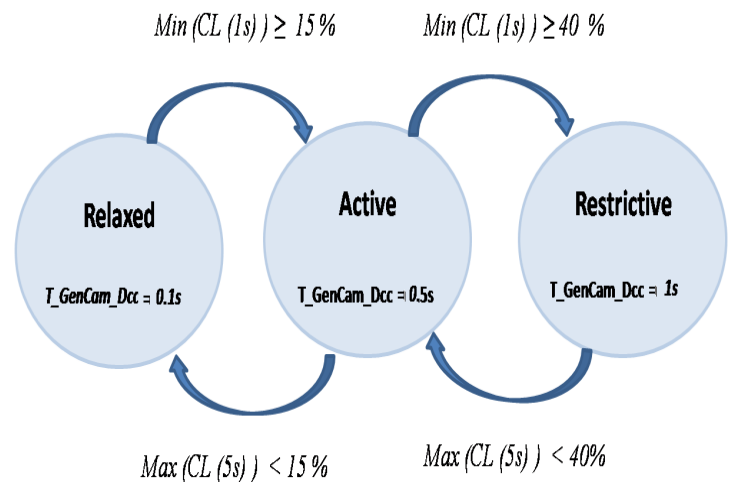 Min (CL (1s) ) ≥ 15 %
Min (CL (1s) ) ≥ 40 %
Relaxed
T_GenCam_Dcc = 0.1s
Active
T_GenCam_Dcc = 0.5s
Restrictive
T_GenCam_Dcc = 1s
Max (CL (5s) ) < 15 %
Max (CL (5s) ) < 40%